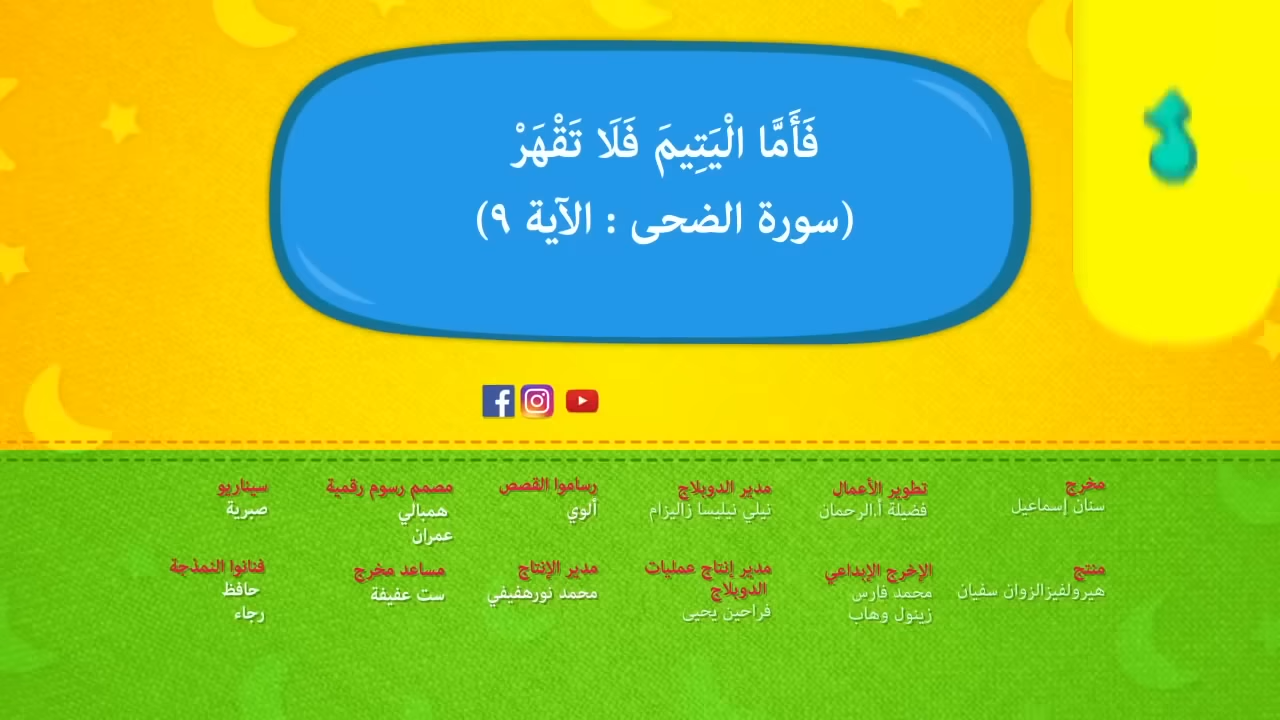 فَأَمَّا الْيَتِيمَ فَلَا تَقْهَرْ
(سورة الضحى : الآية ٩)
مخرج
سنان إسماعيل
تطوير الأعمال
فضيلة أ.الرحمان
مدير الدوبلاج
نيلي نيليسا زاليزام
رساموا القصص
ألوي
مصمم رسوم رقمية
همبالي
عمران
سيناريو
صبرية
منتج
هيرولفيزالزوان سفيان
الإخرج الإبداعي
محمد فارس
زينول وهاب
مدير إنتاج عمليات
الدوبلاج
فراحين يحيى
مدير الإنتاج
محمد نورهفيفي
مساعد مخرج
ست عفيفة
فنانوا النمذجة
حافظ
رجاء